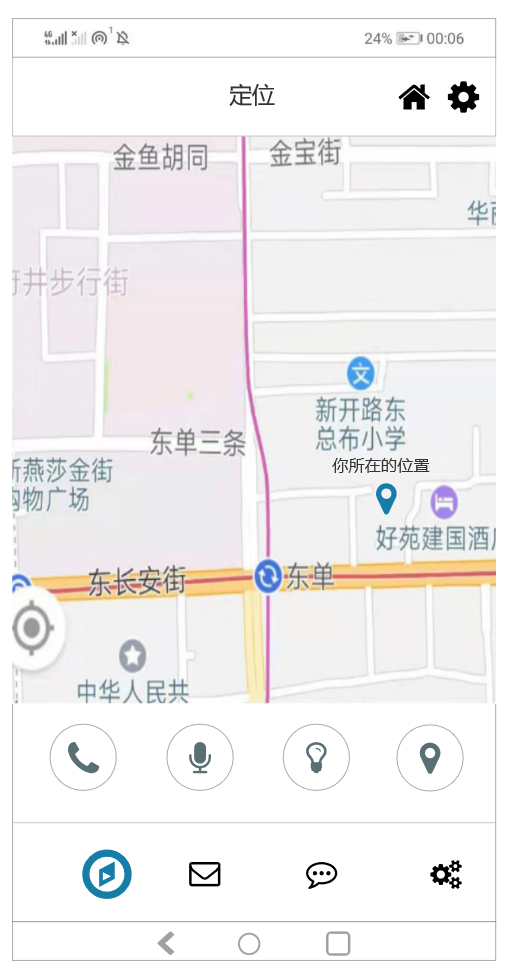 24% 00:06
定位
金鱼胡同
金宝街
井步行街
新开路东
总布小学
东单三条
你所在的位置
燕莎金街
物广场
好苑建国酒
东长安街
东单
中华人民共